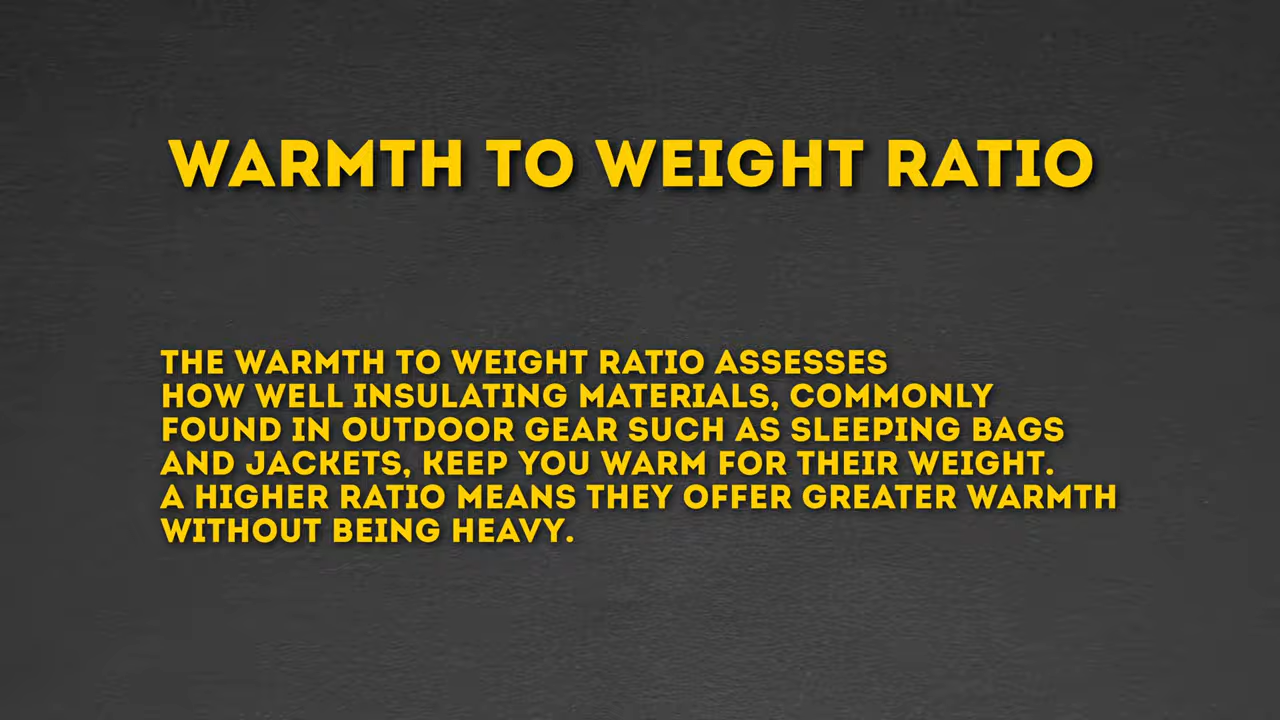 WARMTH TO WEIGHT RATIO
THE WARMTH TO WEIGHT RATIO ASSESSES
HOW WELL INSULATING MATERIALS, COMMONLY
FOUND IN OUTDOOR GEAR SUCH AS SLEEPING BAGS
AND JACKETS, KEEP YOU WARM FOR THEIR WEIGHT.
A HIGHER RATIO MEANS THEY OFFER GREATER WARMTH
WITHOUT BEING HEAVY.